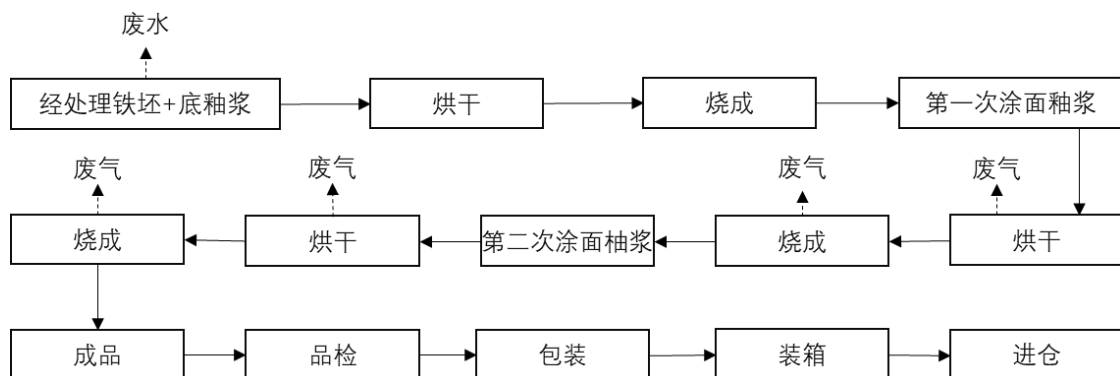 废水
经处理铁坯+底釉浆
烘干
烧成
第一次涂面釉浆
废气
废气
废气
废气
烧成
烘干
第二次涂面柚浆
烧成
烘干
成品
品检
包装
装箱
进仓